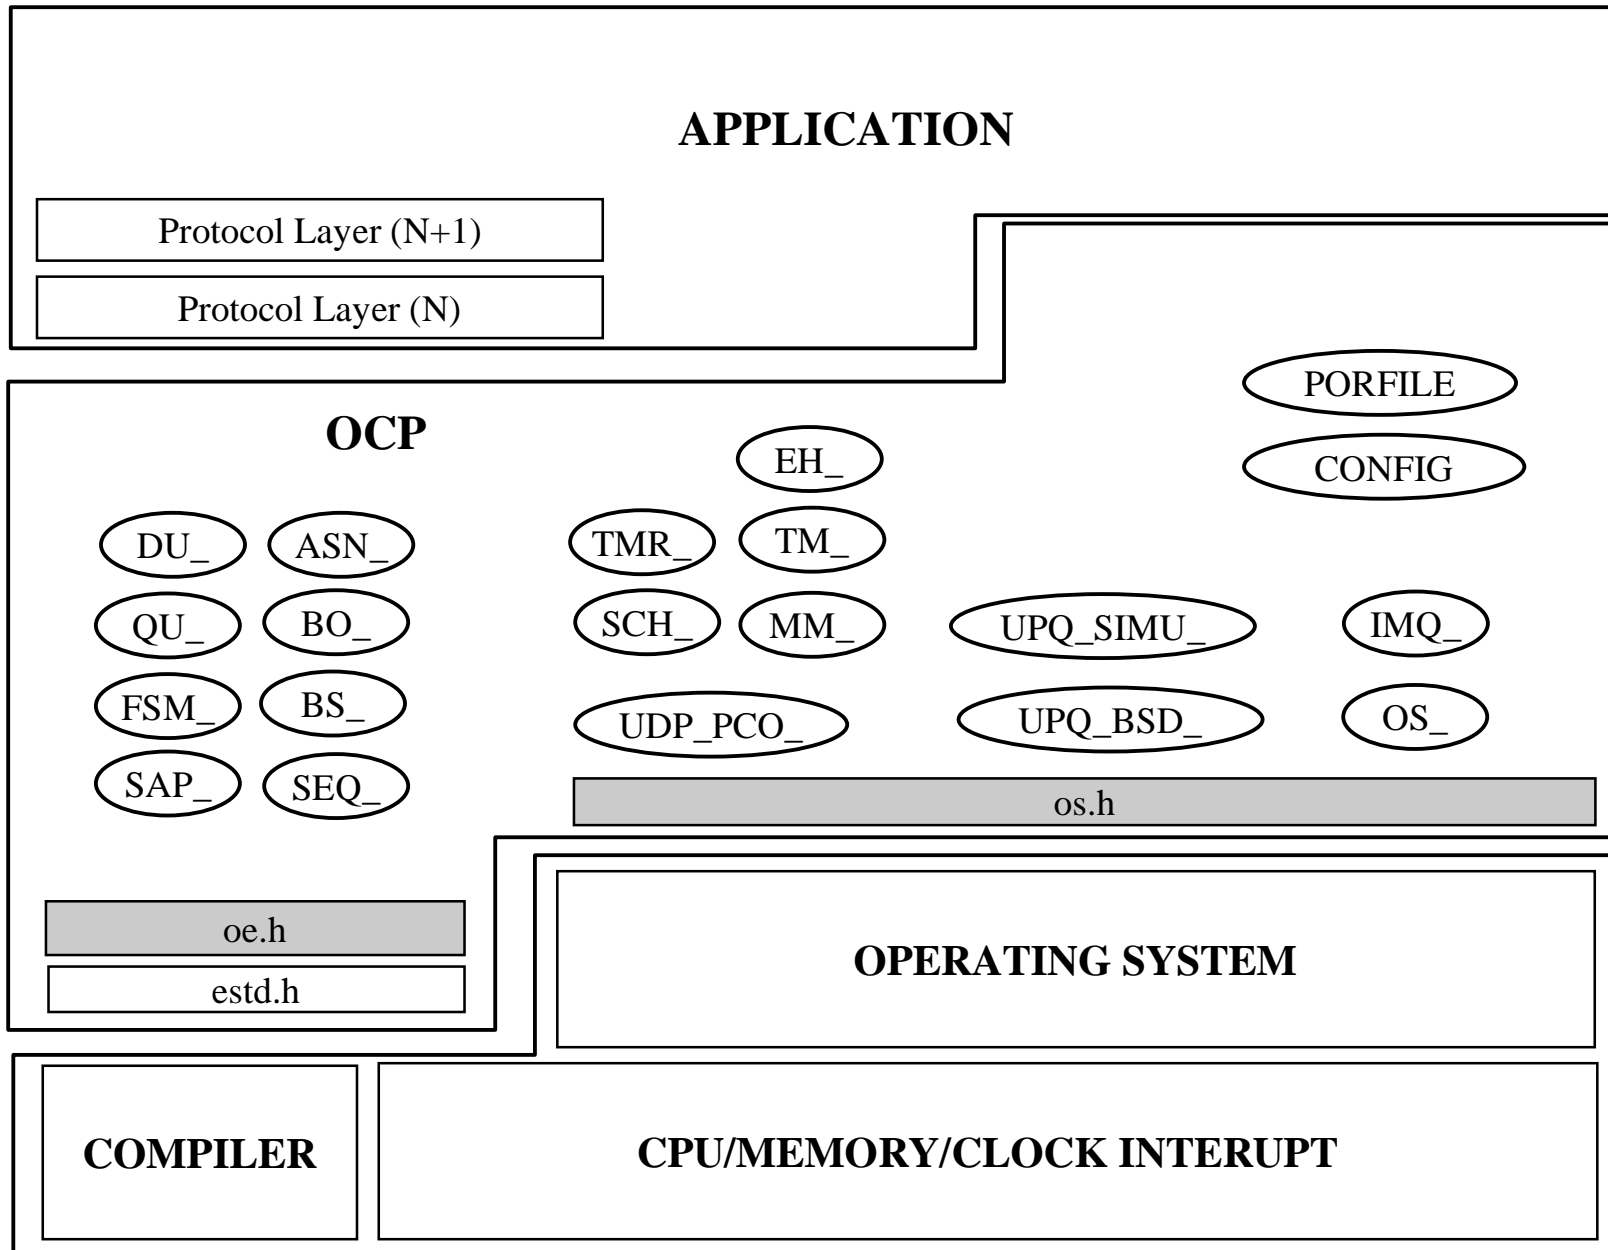 APPLICATION
Protocol Layer (N+1)
Protocol Layer (N)
PORFILE
CONFIG
OCP
EH_
DU_ ASN_ TMR_ TM_
QU_ BO_ SCH_ MM_ UPQ_SIMU_ IMQ_
FSM_ BS_ UDP_PCO_ UPQ_BSD_ OS_
SAP_ SEQ_
os.h
oe.h
estd.h
OPERATING SYSTEM
COMPILER
CPU/MEMORY/CLOCK INTERUPT